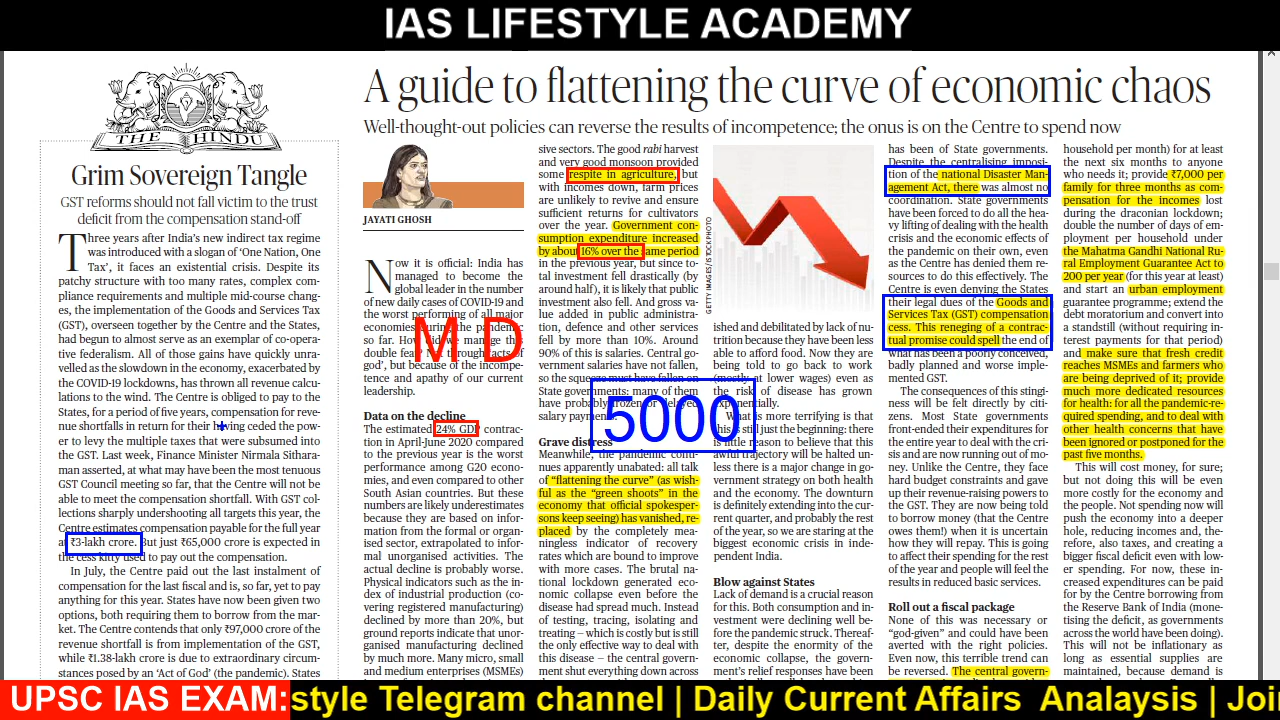 IAS LIFESTYLE ACADEMY
THE HINDU
Grim Sovereign Tangle
GST reforms should not fall victim to the trust
deficit from the compensation stand-off
Three years after India's new indirect tax regime
was introduced with a slogan of 'One Nation, One
Tax', it faces an existential crisis. Despite its
patchy structure with too many rates, complex com-
pliance requirements and multiple mid-course chang-
es, the implementation of the Goods and Services Tax
(GST), overseen together by the Centre and the States,
had begun to almost serve as an exemplar of co-opera-
tive federalism. All of those gains have quickly unra-
velled as the slowdown in the economy, exacerbated by
the COVID-19 lockdowns, has thrown all revenue calcu-
lations to the wind. The Centre is obliged to pay to the
States, for a period of five years, compensation for reve-
nue shortfalls in return for their having ceded the pow-
er to levy the multiple taxes that were subsumed into
the GST. Last week, Finance Minister Nirmala Sithara-
man asserted, at what may have been the most tenuous
GST Council meeting so far, that the Centre will not be
able to meet the compensation shortfall. With GST col-
lections sharply undershooting all targets this year, the
Centre estimates compensation payable for the full year
at ₹3-lakh crore. But just ₹65,000 crore is expected in
the cess kitty used to pay out the compensation.
In July, the Centre paid out the last instalment of
compensation for the last fiscal and is, so far, yet to pay
anything for this year. States have now been given two
options, both requiring them to borrow from the mar-
ket. The Centre contends that only ₹97,000 crore of the
revenue shortfall is from implementation of the GST,
while ₹1.38-lakh crore is due to extraordinary circum-
stances posed by an 'Act of God' (the pandemic). States
A guide to flattening the curve of economic chaos
Well-thought-out policies can reverse the results of incompetence; the onus is on the Centre to spend now
JAYATI GHOSH
Now it is official: India has
managed to become the
global leader in the number
of new daily cases of COVID-19 and
the worst performing of all major
economies during the pandemic
so far. How did we manage this
double feat? Not through acts of
god', but because of the incompe-
tence and apathy of our current
leadership.
M D
Data on the decline
The estimated 24% GDP contrac-
tion in April-June 2020 compared
to the previous year is the worst
performance among G20 econo-
mies, and even compared to other
South Asian countries. But these
numbers are likely underestimates
because they are based on infor-
mation from the formal or organ-
ised sector, extrapolated to infor-
mal unorganised activities. The
actual decline is probably worse.
Physical indicators such as the in-
dex of industrial production (co-
vering registered manufacturing)
declined by more than 20%, but
ground reports indicate that unor-
ganised manufacturing declined
by much more. Many micro, small
and medium enterprises (MSMEs)
sive sectors. The good rabi harvest
and very good monsoon provided
some respite in agriculture, but
with incomes down, farm prices
are unlikely to revive and ensure
sufficient returns for cultivators
over the year. Government con-
sumption expenditure increased
by about 16% over the same period
in the previous year, but since to-
tal investment fell drastically (by
around half), it is likely that public
investment also fell. And gross va-
lue added in public administra-
tion, defence and other services
fell by more than 10%. Around
90% of this is salaries. Central go-
vernment salaries have not fallen,
so the squeeze must have fallen on
State governments: many of them
have probably frozen or delayed
salary payments.
5000
Grave distress
Meanwhile, the pandemic conti-
nues apparently unabated: all talk
of “flattening the curve” (as wish-
ful as the “green shoots” in the
economy that official spokesper-
sons keep seeing) has vanished, re-
placed by the completely mea-
ningless indicator of recovery
rates which are bound to improve
with more cases. The brutal na-
tional lockdown generated eco-
nomic collapse even before the
disease had spread much. Instead
of testing, tracing, isolating and
treating – which is costly but is still
the only effective way to deal with
this disease – the central govern-
ment shut everything down across
GETTY IMAGES/ISTOCKPHOTO
ished and debilitated by lack of nu-
trition because they have been less
able to afford food. Now they are
being told to go back to work
(mostly at lower wages) even as
the risk of disease has grown
exponentially.
What is more terrifying is that
this is still just the beginning: there
is little reason to believe that this
awful trajectory will be halted un-
less there is a major change in go-
vernment strategy on both health
and the economy. The downturn
is definitely extending into the cur-
rent quarter, and probably the rest
of the year, so we are staring at the
biggest economic crisis in inde-
pendent India.
Blow against States
Lack of demand is a crucial reason
for this. Both consumption and in-
vestment were declining well be-
fore the pandemic struck. Thereaf-
ter, despite the enormity of the
economic collapse, the govern-
ment's relief responses have been
has been of State governments.
Despite the centralising imposi-
tion of the national Disaster Man-
agement Act, there was almost no
coordination. State governments
have been forced to do all the hea-
vy lifting of dealing with the health
crisis and the economic effects of
the pandemic on their own, even
as the Centre has denied them re-
sources to do this effectively. The
Centre is even denying the States
their legal dues of the Goods and
Services Tax (GST) compensation
cess. This reneging of a contrac-
tual promise could spell the end of
what has been a poorly conceived,
badly planned and worse imple-
mented GST.
The consequences of this stingi-
ness will be felt directly by citi-
zens. Most State governments
front-ended their expenditures for
the entire year to deal with the cri-
sis and are now running out of mo-
ney. Unlike the Centre, they face
hard budget constraints and gave
up their revenue-raising powers to
the GST. They are now being told
to borrow money (that the Centre
owes them!) when it is uncertain
how they will repay. This is going
to affect their spending for the rest
of the year and people will feel the
results in reduced basic services.
Roll out a fiscal package
None of this was necessary or
“god-given” and could have been
averted with the right policies.
Even now, this terrible trend can
be reversed. The central govern-
household per month) for at least
the next six months to anyone
who needs it; provide ₹7,000 per
family for three months as com-
pensation for the incomes lost
during the draconian lockdown;
double the number of days of em-
ployment per household under
the Mahatma Gandhi National Ru-
ral Employment Guarantee Act to
200 per year (for this year at least)
and start an urban employment
guarantee programme; extend the
debt moratorium and convert into
a standstill (without requiring in-
terest payments for that period)
and make sure that fresh credit
reaches MSMEs and farmers who
are being deprived of it; provide
much more dedicated resources
for health: for all the pandemic-re-
quired spending, and to deal with
other health concerns that have
been ignored or postponed for the
past five months.
This will cost money, for sure;
but not doing this will be even
more costly for the economy and
the people. Not spending now will
push the economy into a deeper
hole, reducing incomes and, the-
refore, also taxes, and creating a
bigger fiscal deficit even with low-
er spending. For now, these in-
creased expenditures can be paid
for by the Centre borrowing from
the Reserve Bank of India (mone-
tising the deficit, as governments
across the world have been doing).
This will not be inflationary as
long as essential supplies are
maintained, because demand is
UPSC IAS EXAM: style Telegram channel | Daily Current Affairs Analaysis | Joi